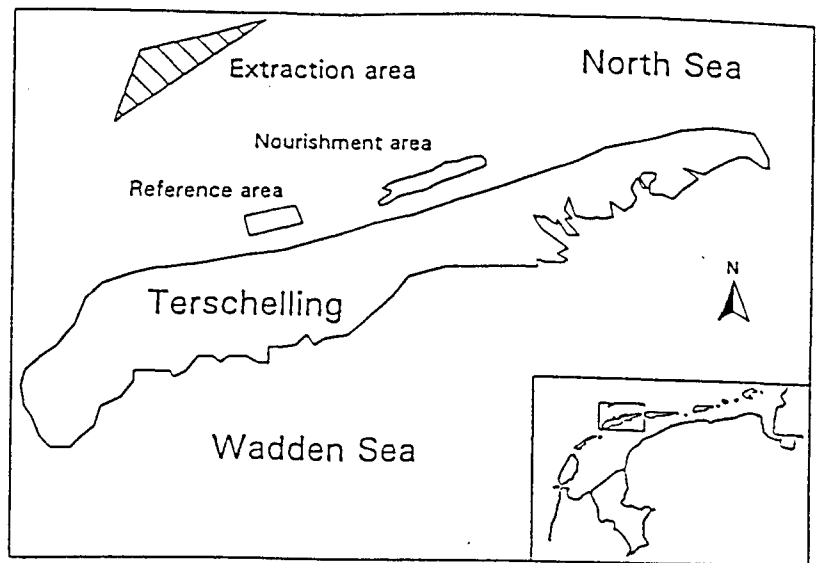 North Sea
Extraction area
Nourishment area
Reference area
N
Terschelling
Wadden Sea